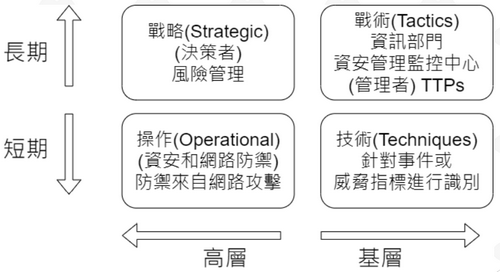 長期
戰略(Strategic)
(決策者)
風險管理
戰術(Tactics)
資訊部門
資安管理監控中心
(管理者) TTPs
短期
操作(Operational)
(資安和網路防禦)
防禦來自網路攻擊
技術(Techniques)
針對事件或
威脅指標進行識別
高層
基層